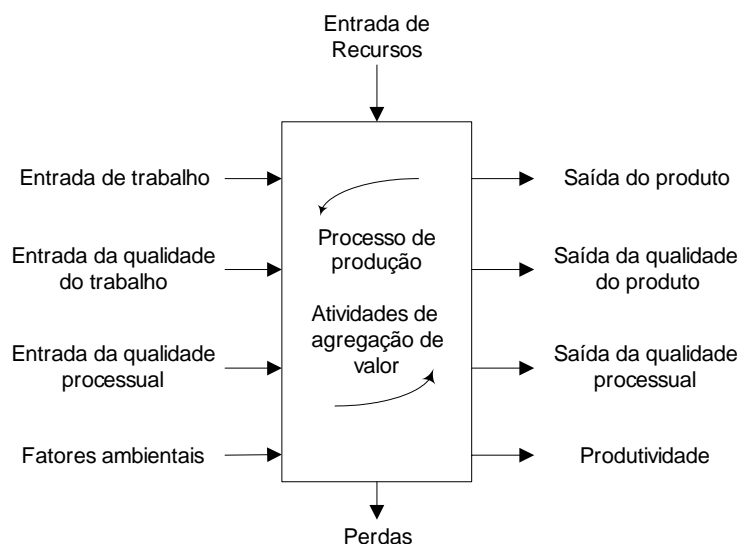 Entrada de
Recursos
Entrada de trabalho
Saída do produto
Entrada da qualidade
do trabalho
Processo de
produção
Saída da qualidade
do produto
Entrada da qualidade
processual
Atividades de
agregação de
valor
Saída da qualidade
processual
Fatores ambientais
Produtividade
Perdas